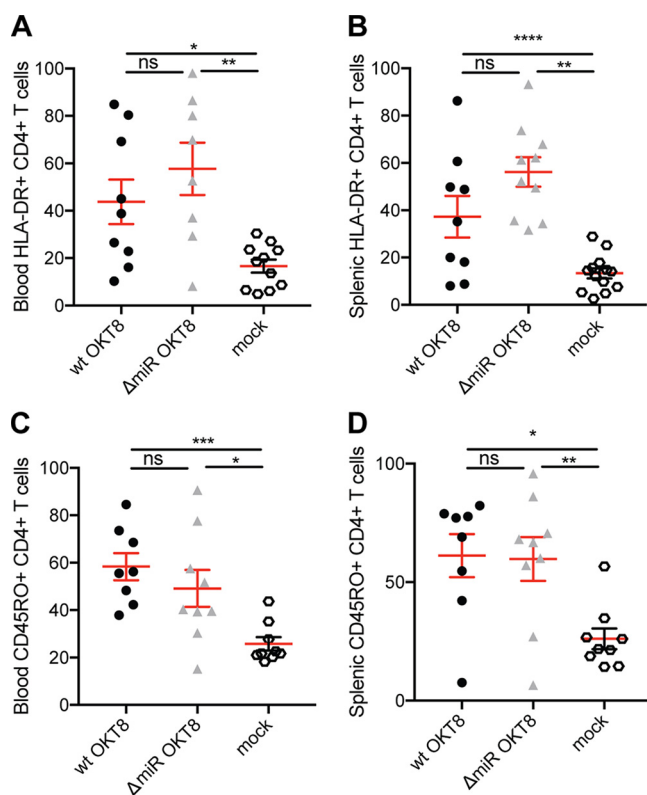 A
*
ns
**
100
80
60
40
20
0
Blood HLA-DR+ CD4+ T cells
wt OKT8
ΔmiR OKT8
mock
B
****
ns
**
100
80
60
40
20
0
Splenic HLA-DR+ CD4+ T cells
wt OKT8
ΔmiR OKT8
mock
C
***
ns
*
100
80
60
40
20
0
Blood CD45RO+ CD4+ T cells
wt OKT8
ΔmiR OKT8
mock
D
*
ns
**
100
50
0
Splenic CD45RO+ CD4+ T cells
wt OKT8
ΔmiR OKT8
mock